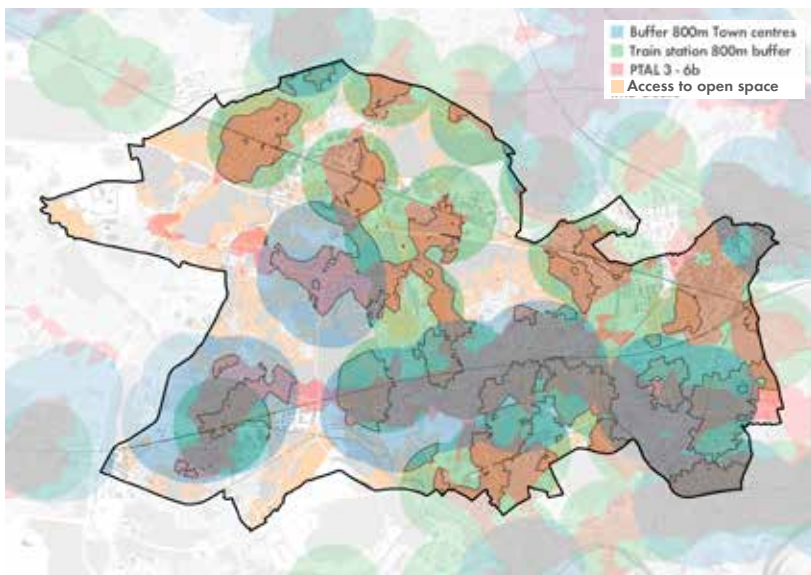 Buffer 800m Town centres
Train station 800m buffer
PTAL 3 - 6b
Access to open space